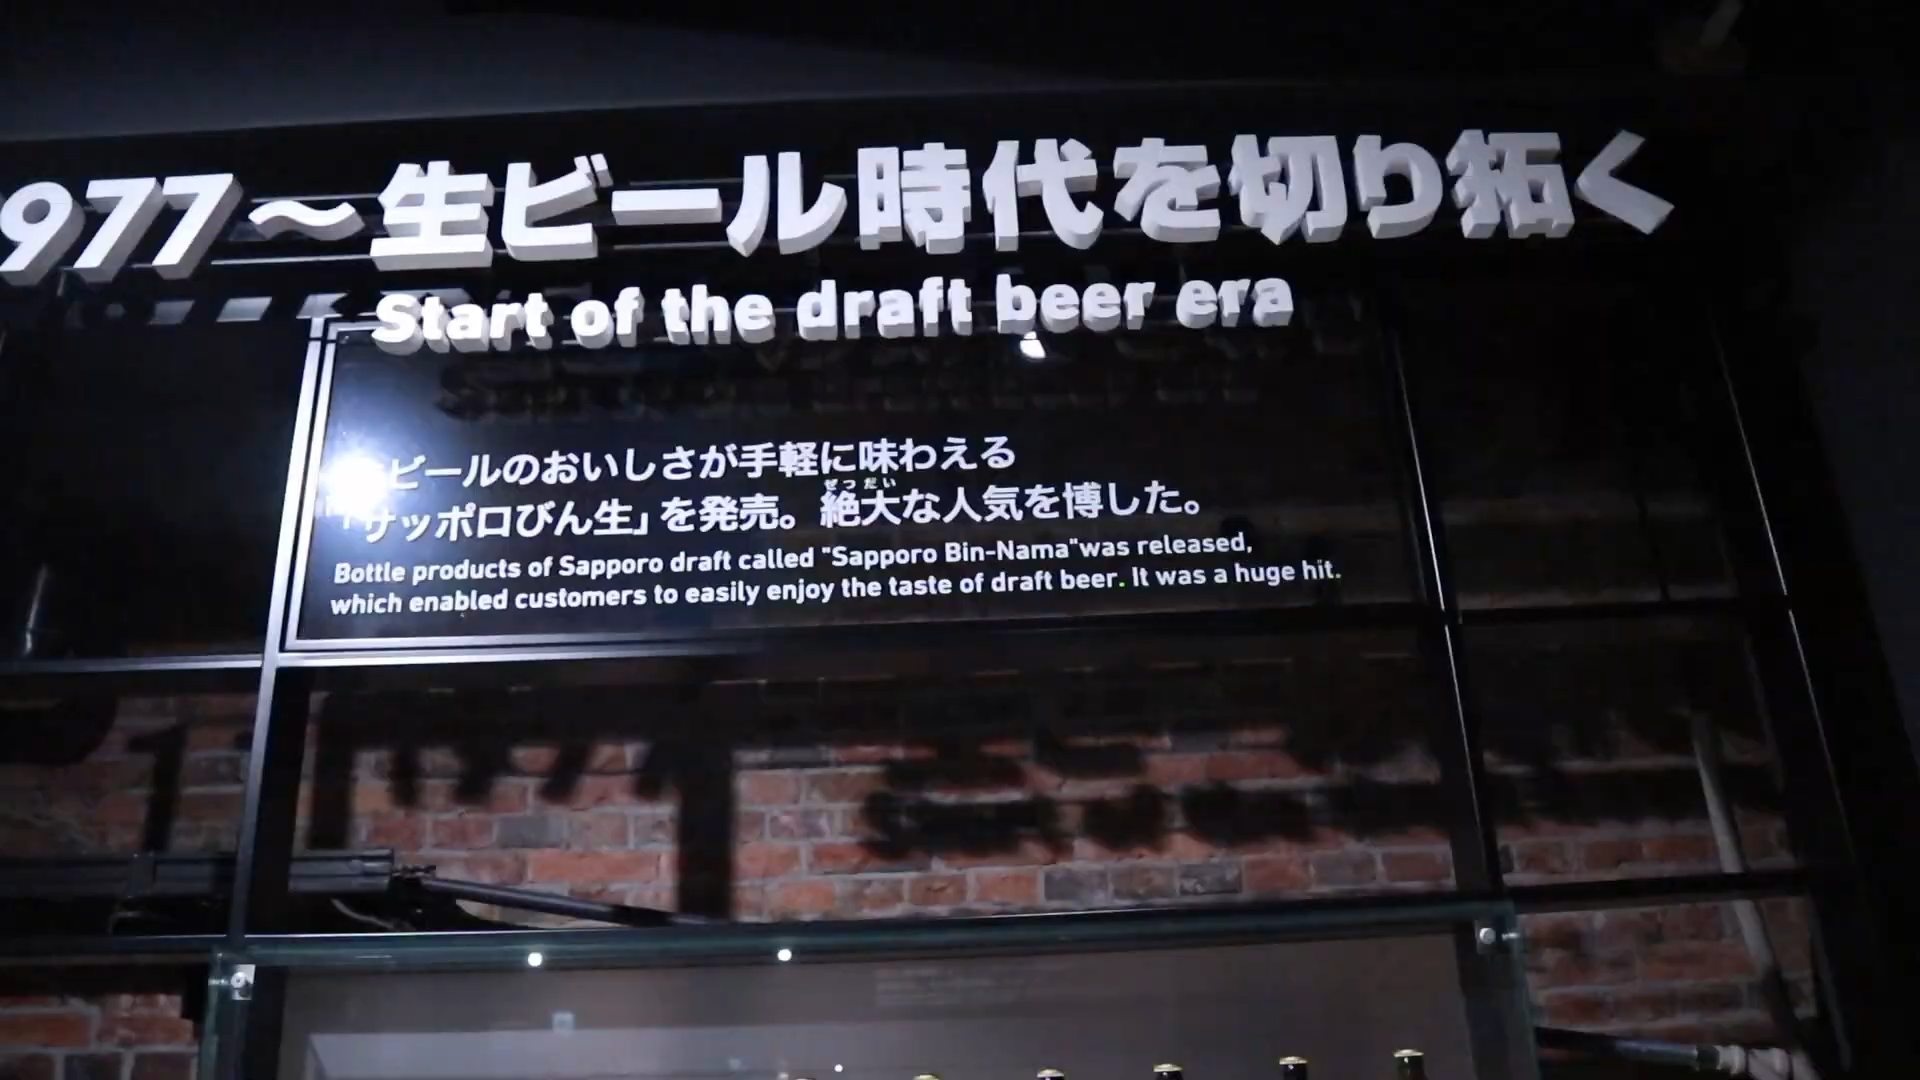 977～生ビール時代を切り拓く
Start of the draft beer era
ビールのおいしさが手軽に味わえる
ぜつだい
「サッポロびん生」を発売。絶大な人気を博した。
Bottle products of Sapporo draft called "Sapporo Bin-Nama"was released,
which enabled customers to easily enjoy the taste of draft beer. It was a huge hit.